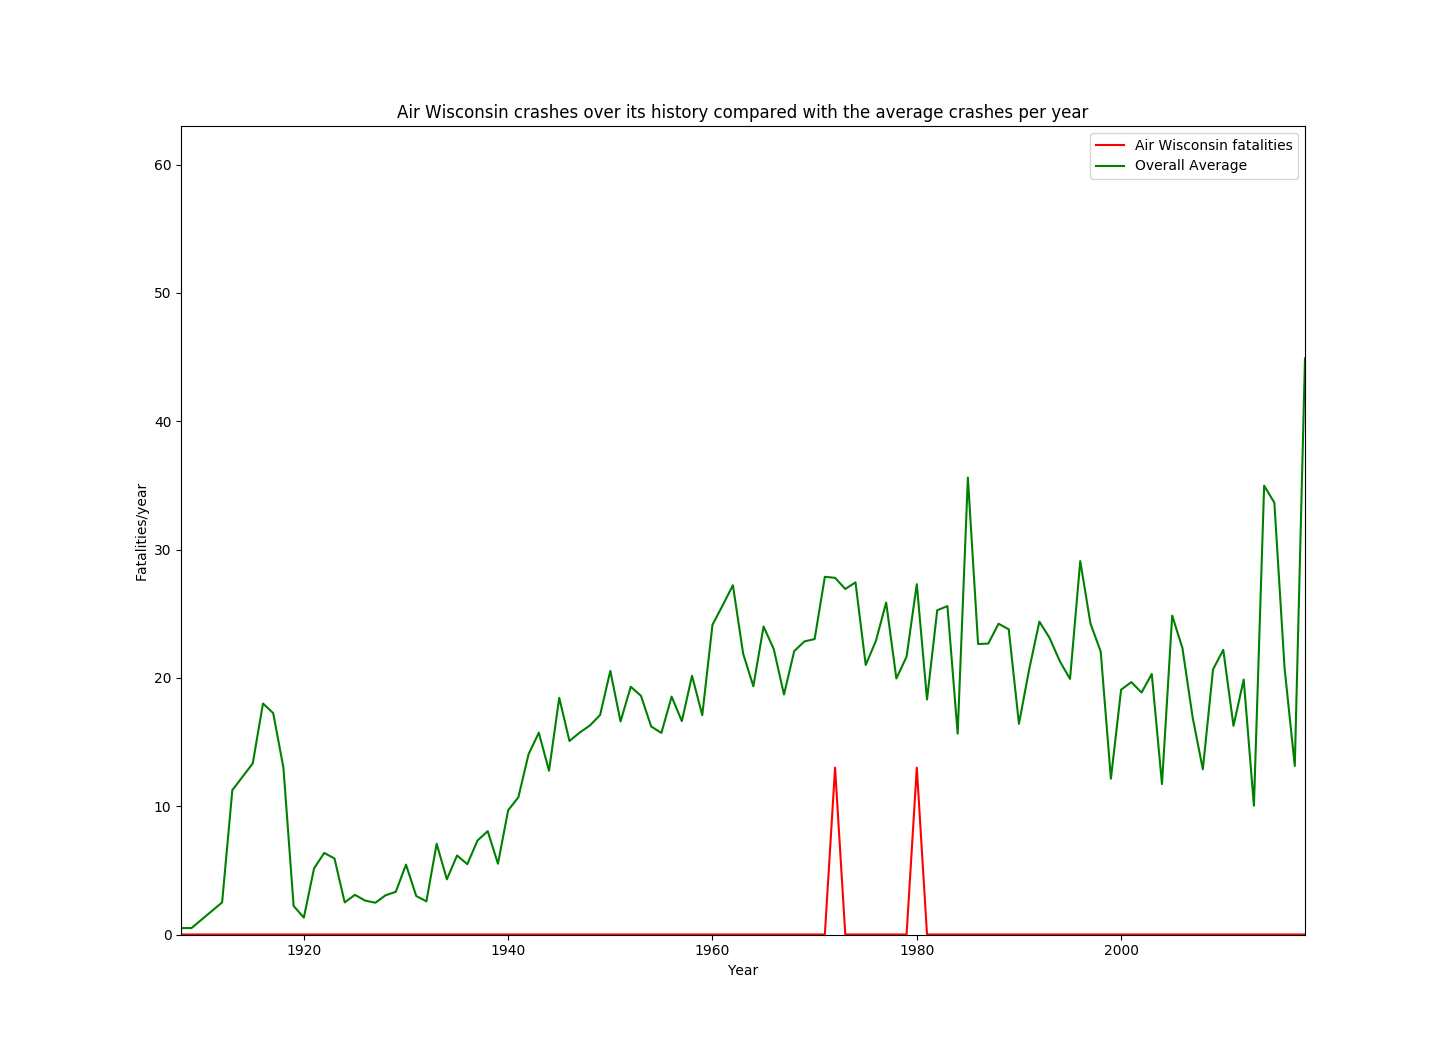 Air Wisconsin crashes over its history compared with the average crashes per year
Air Wisconsin fatalities
Overall Average
60
50
40
30
20
10
0
Fatalities/year
1920 1940 1960 1980 2000
Year